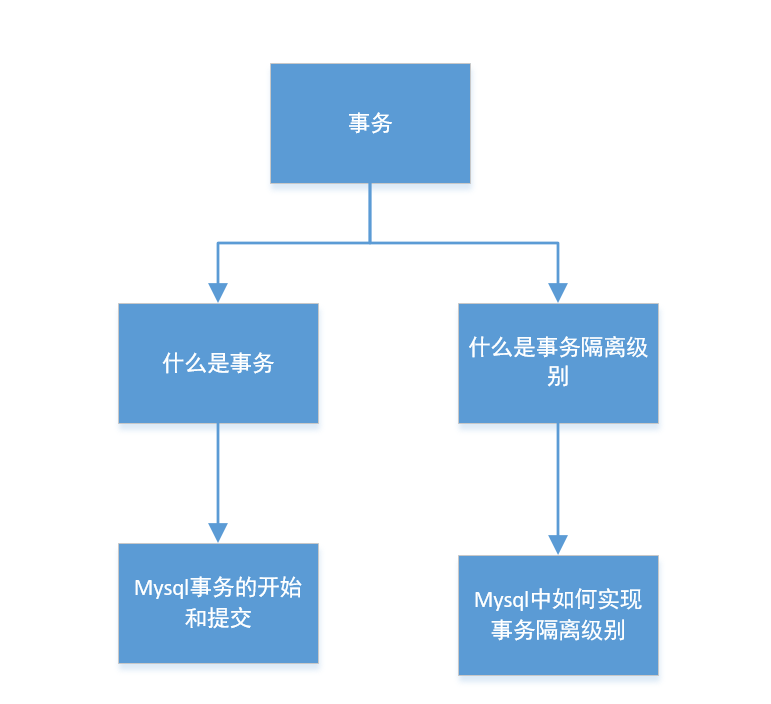 事务
什么是事务
什么是事务隔离级
别
Mysql事务的开始
和提交
Mysql中如何实现
事务隔离级别